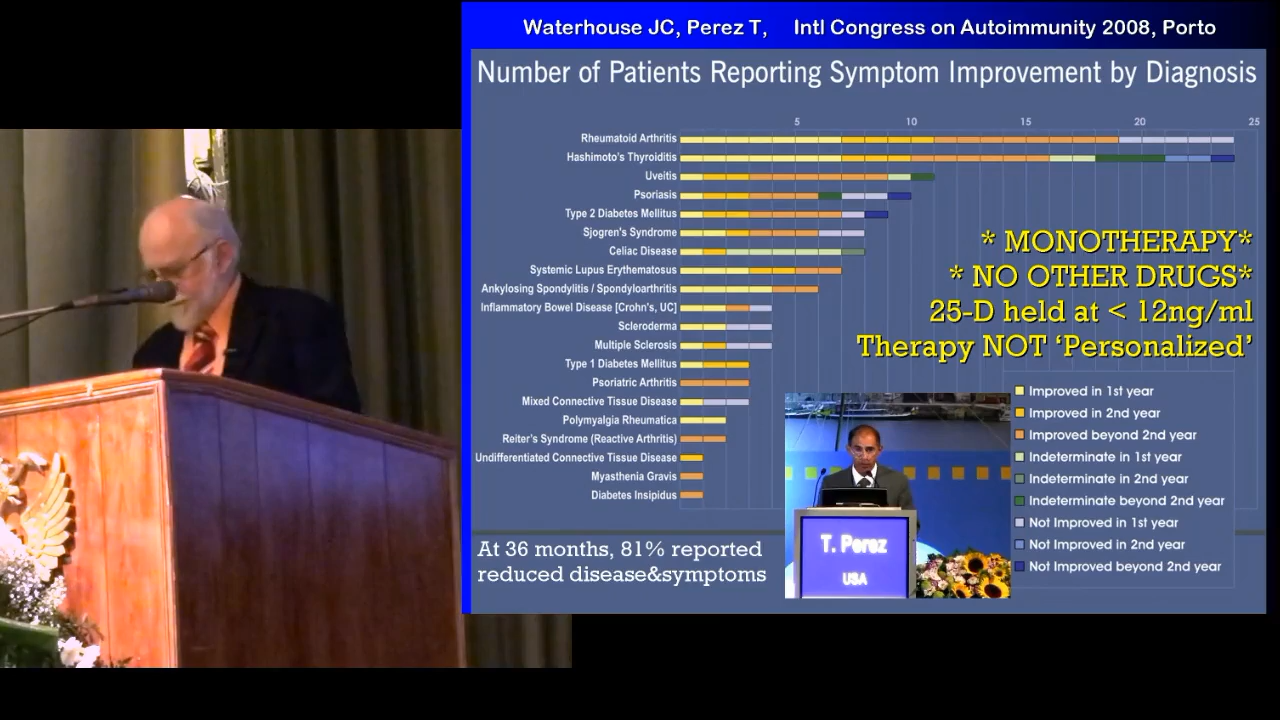 Waterhouse JC, Perez T, Intl Congress on Autoimmunity 2008, Porto
Number of Patients Reporting Symptom Improvement by Diagnosis
5 10 15 20 25
Rheumatoid Arthritis
Hashimoto's Thyroiditis
Uveitis
Psoriasis
Type 2 Diabetes Mellitus
Sjogren's Syndrome
Celiac Disease
Systemic Lupus Erythematosus
Ankylosing Spondylitis / Spondyloarthritis
Inflammatory Bowel Disease [Crohn's, UC]
Scleroderma
Multiple Sclerosis
Type 1 Diabetes Mellitus
Psoriatric Arthritis
Mixed Connective Tissue Disease
Polymyalgia Rheumatica
Reiter's Syndrome (Reactive Arthritis)
Undifferentiated Connective Tissue Disease
Myasthenia Gravis
Diabetes Insipidus
* MONOTHERAPY*
* NO OTHER DRUGS*
25-D held at < 12ng/ml
Therapy NOT 'Personalized'
Improved in 1st year
Improved in 2nd year
Improved beyond 2nd year
Indeterminate in 1st year
Indeterminate in 2nd year
Indeterminate beyond 2nd year
Not Improved in 1st year
Not Improved in 2nd year
Not Improved beyond 2nd year
At 36 months, 81% reported
reduced disease&symptoms
T. Perez
USA